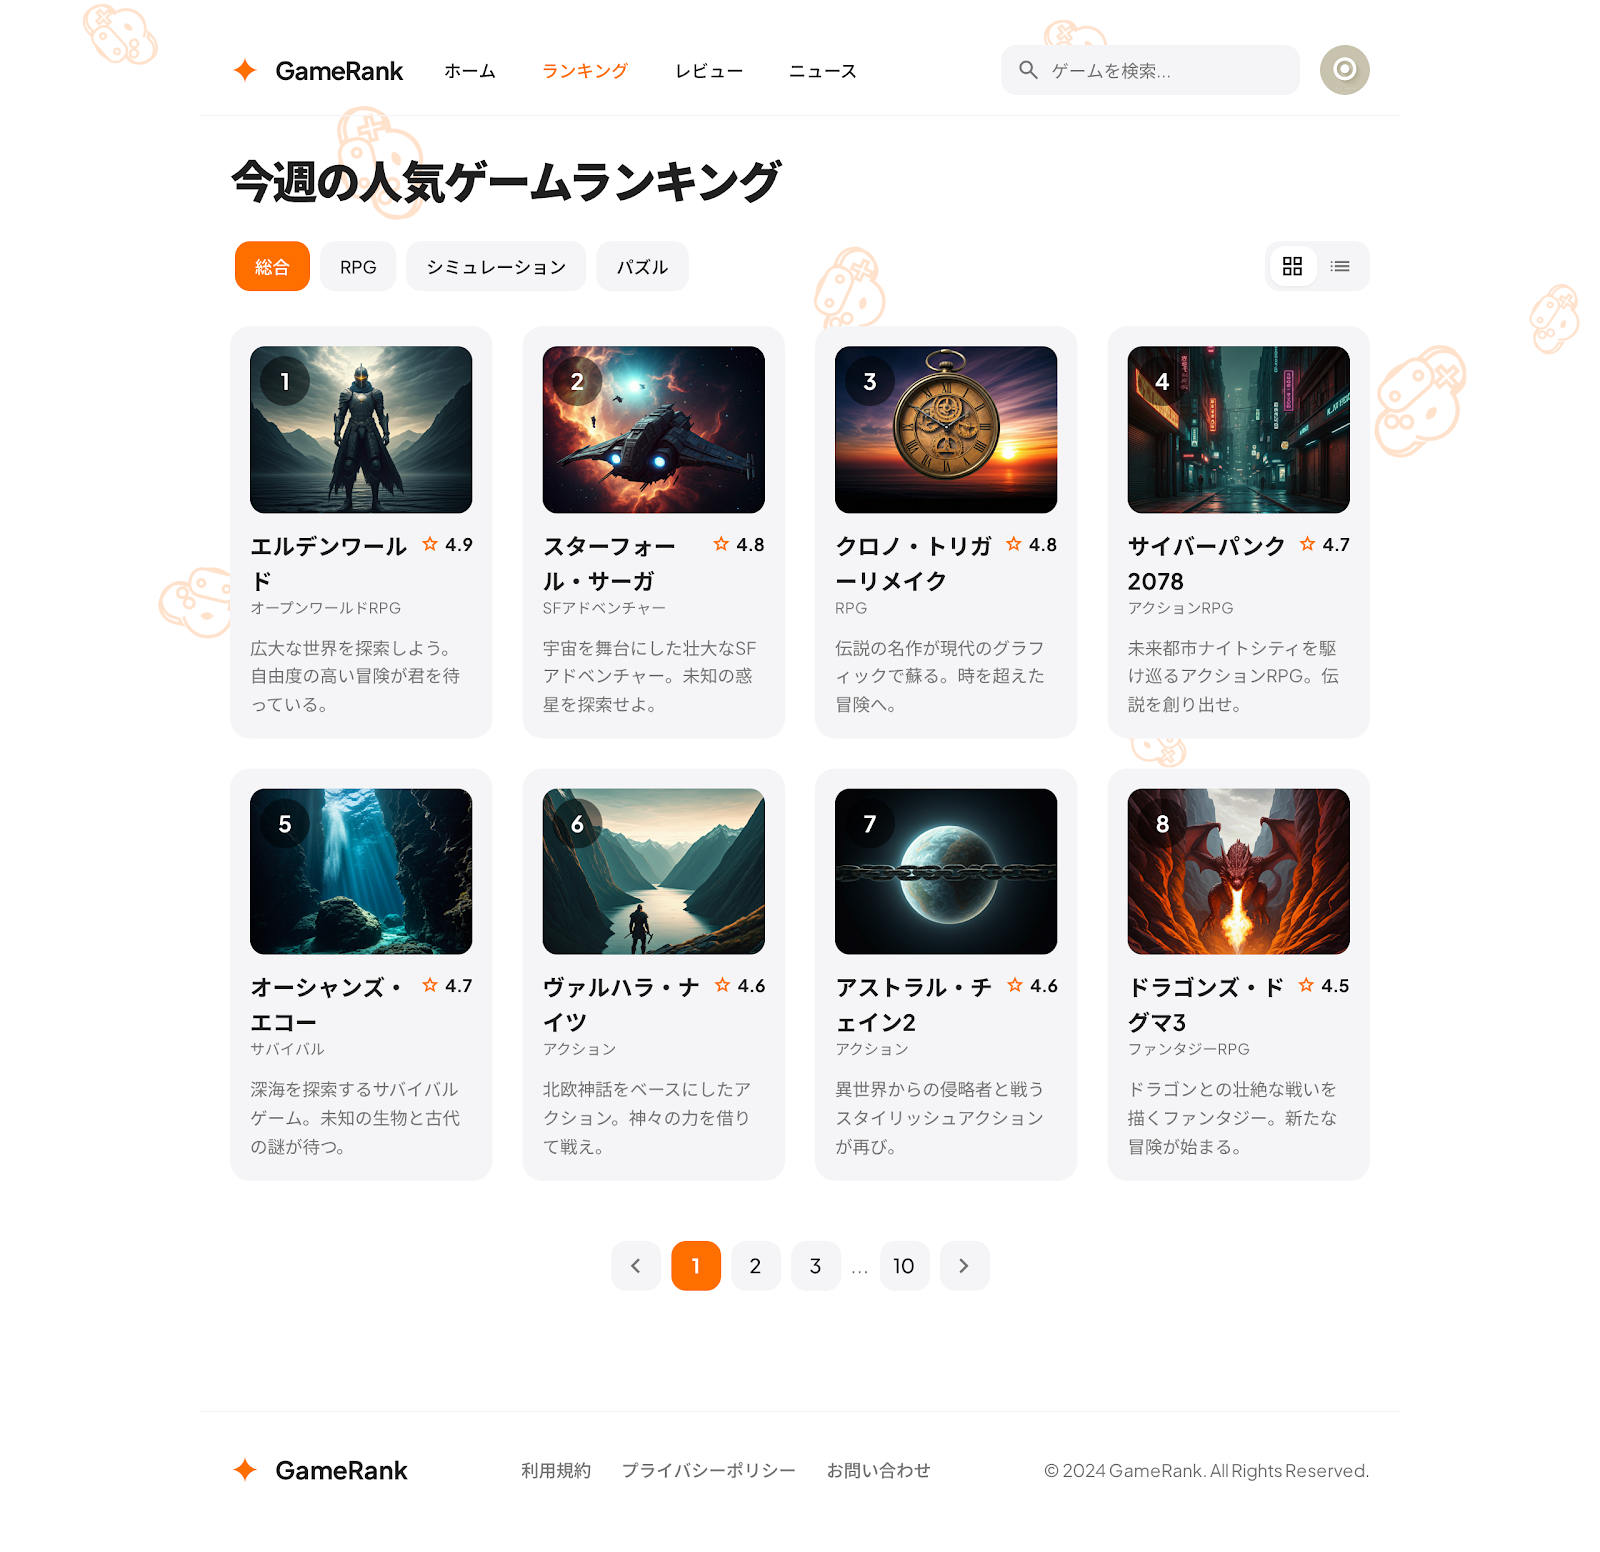 GameRank
ホーム
ランキング
レビュー
ニュース
ゲームを検索...
今週の人気ゲームランキング
総合
RPG
シミュレーション
パズル
1
エルデンワール
ド
4.9
オープンワールドRPG
広大な世界を探索しよう。
自由度の高い冒険が君を待
っている。
2
スターフォー
ル・サーガ
4.8
SFアドベンチャー
宇宙を舞台にした壮大なSF
アドベンチャー。未知の惑
星を探索せよ。
3
クロノ・トリガ
ーリメイク
4.8
RPG
伝説の名作が現代のグラフ
ィックで蘇る。時を超えた
冒険へ。
4
サイバーパンク
2078
4.7
アクションRPG
未来都市ナイトシティを駆
け巡るアクションRPG。伝
説を創り出せ。
5
オーシャンズ・
エコー
4.7
サバイバル
深海を探索するサバイバル
ゲーム。未知の生物と古代
の謎が待つ。
6
ヴァルハラ・ナ
イツ
4.6
アクション
北欧神話をベースにしたア
クション。神々の力を借り
て戦え。
7
アストラル・チ
ェイン2
4.6
アクション
異世界からの侵略者と戦う
スタイリッシュアクション
が再び。
8
ドラゴンズ・ド
グマ3
4.5
ファンタジーRPG
ドラゴンとの壮絶な戦いを
描くファンタジー。新たな
冒険が始まる。
1
2
3
...
10
GameRank
利用規約
プライバシーポリシー
お問い合わせ
© 2024 GameRank. All Rights Reserved.